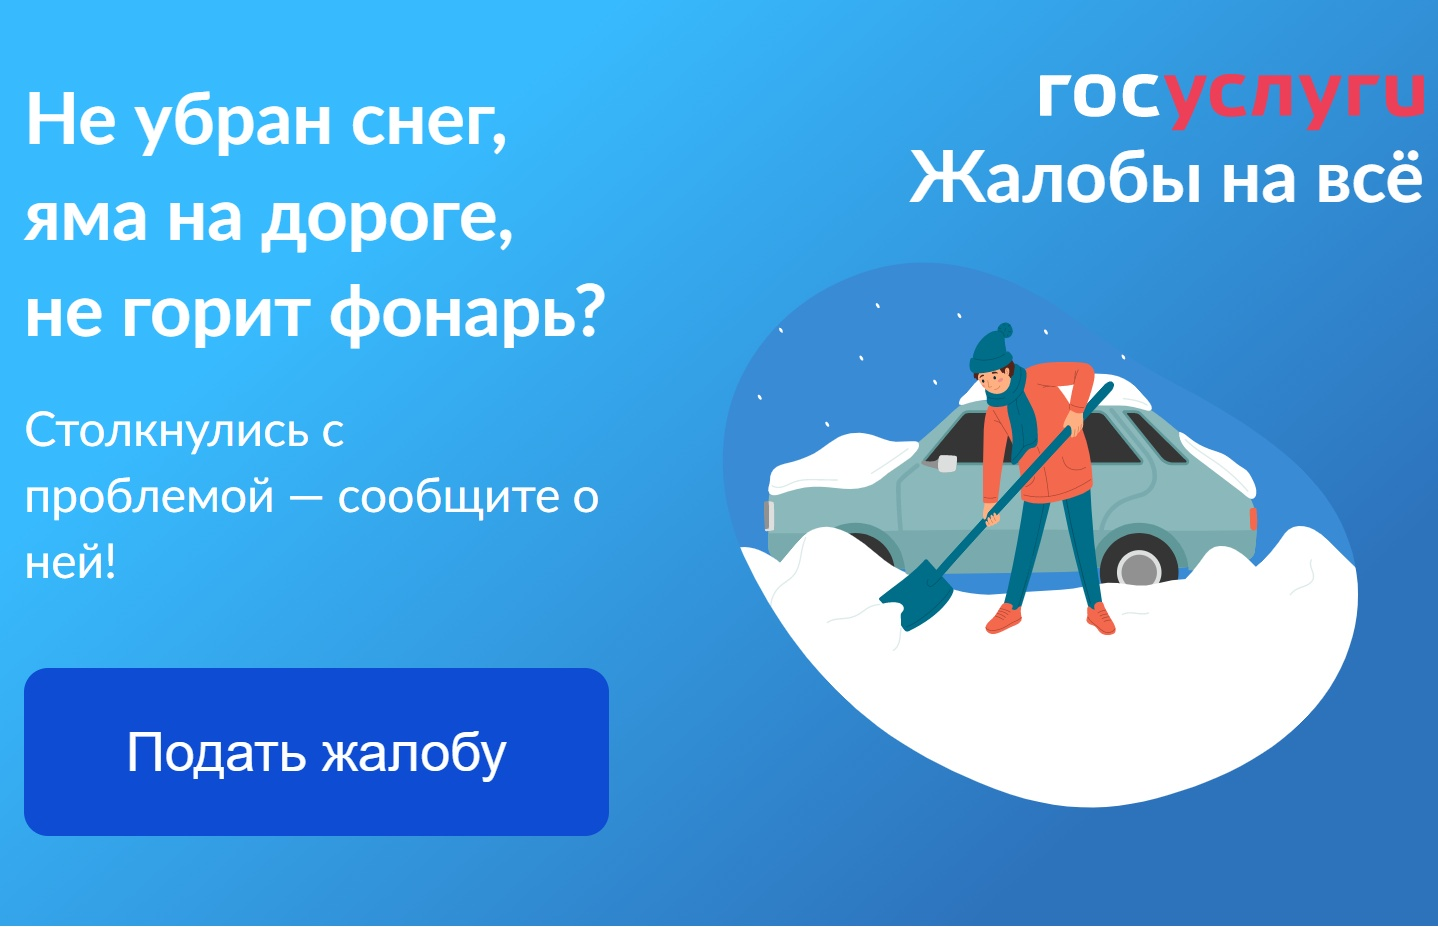 Не убран снег,
яма на дороге,
не горит фонарь?
Столкнулись с
проблемой — сообщите о
ней!
Подать жалобу
госуслуги
Жалобы на всё